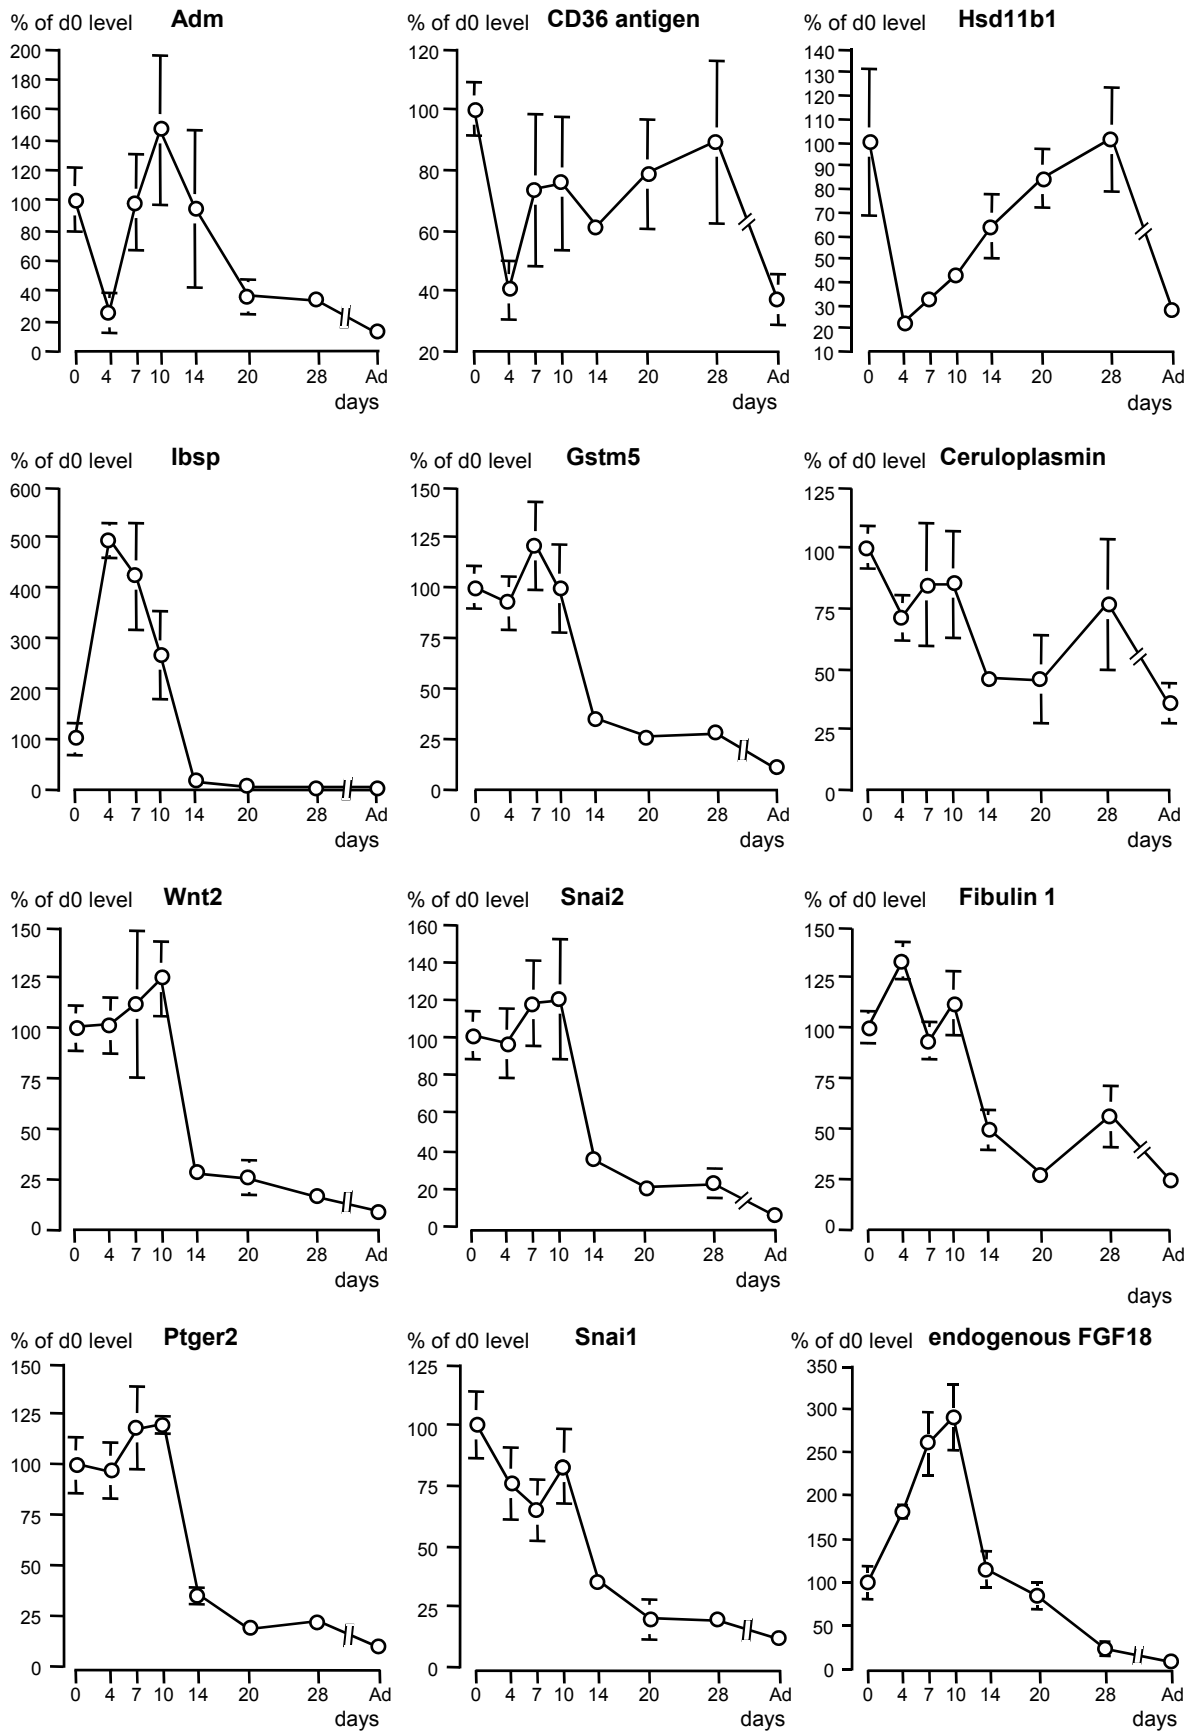 % of d0 level Adm
200
180
160
140
120
100
80
60
40
20
0
0 4 7 10 14 20 28 Ad
days
% of d0 level CD36 antigen
120
100
80
60
40
20
0 4 7 10 14 20 28 Ad
days
% of d0 level Hsd11b1
140
130
120
110
100
90
80
70
60
50
40
30
20
10
0 4 7 10 14 20 28 Ad
days
% of d0 level Ibsp
600
500
400
300
200
100
0
0 4 7 10 14 20 28 Ad
days
% of d0 level Gstm5
150
125
100
75
50
25
0
0 4 7 10 14 20 28 Ad
days
% of d0 level Ceruloplasmin
125
100
75
50
25
0
0 4 7 10 14 20 28 Ad
days
% of d0 level Wnt2
150
125
100
75
50
25
0
0 4 7 10 14 20 28 Ad
days
% of d0 level Snai2
160
140
120
100
80
60
40
20
0
0 4 7 10 14 20 28 Ad
days
% of d0 level Fibulin 1
150
125
100
75
50
25
0
0 4 7 10 14 20 28 Ad
days
% of d0 level Ptger2
150
125
100
75
50
25
0
0 4 7 10 14 20 28 Ad
days
% of d0 level Snai1
125
100
75
50
25
0
0 4 7 10 14 20 28 Ad
days
% of d0 level endogenous FGF18
350
300
250
200
150
100
50
0
0 4 7 10 14 20 28 Ad
days